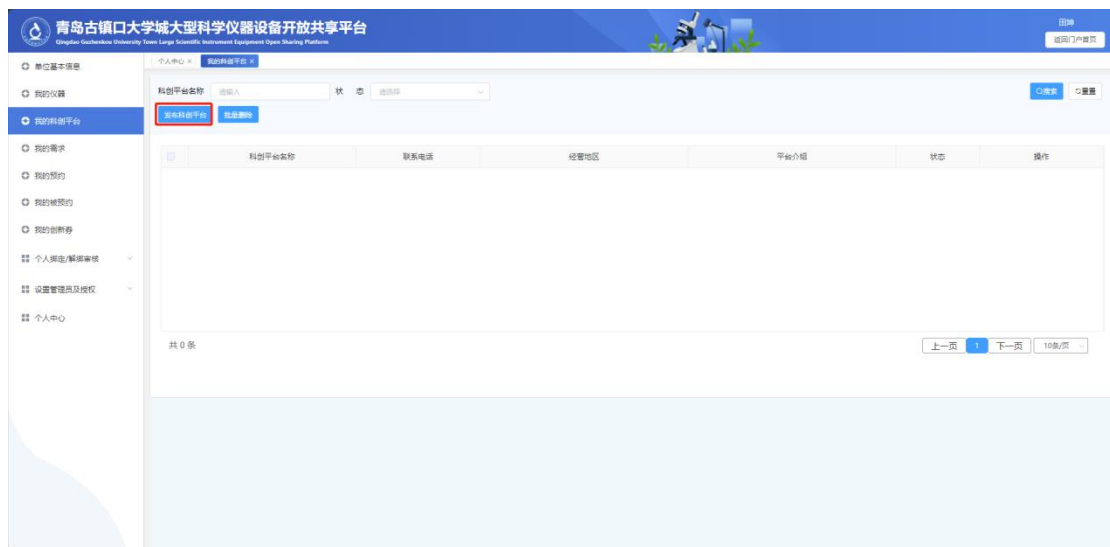 青岛古镇口大学城大型科学仪器设备开放共享平台
Qingdao Guzhenkou University Town Large Scientific Instrument Equipment Open Sharing Platform
田坤
返回门户首页
单位基本信息
我的仪器
我的科创平台
我的需求
我的预约
我的被预约
我的创新券
个人绑定/解绑审核
设置管理员及授权
个人中心
个人中心 × 我的科创平台 ×
科创平台名称 请输入 状 态 请选择 搜索 重置
发布科创平台 批量删除
科创平台名称 联系电话 经营地区 平台介绍 状态 操作
共 0 条 上一页 1 下一页 10条/页